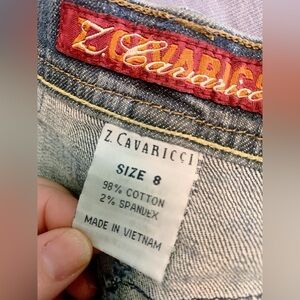 Z. Cavaricci
Z. CAVARICCI
SIZE 8
98% COTTON
2% SPANDEX
MADE IN VIETNAM